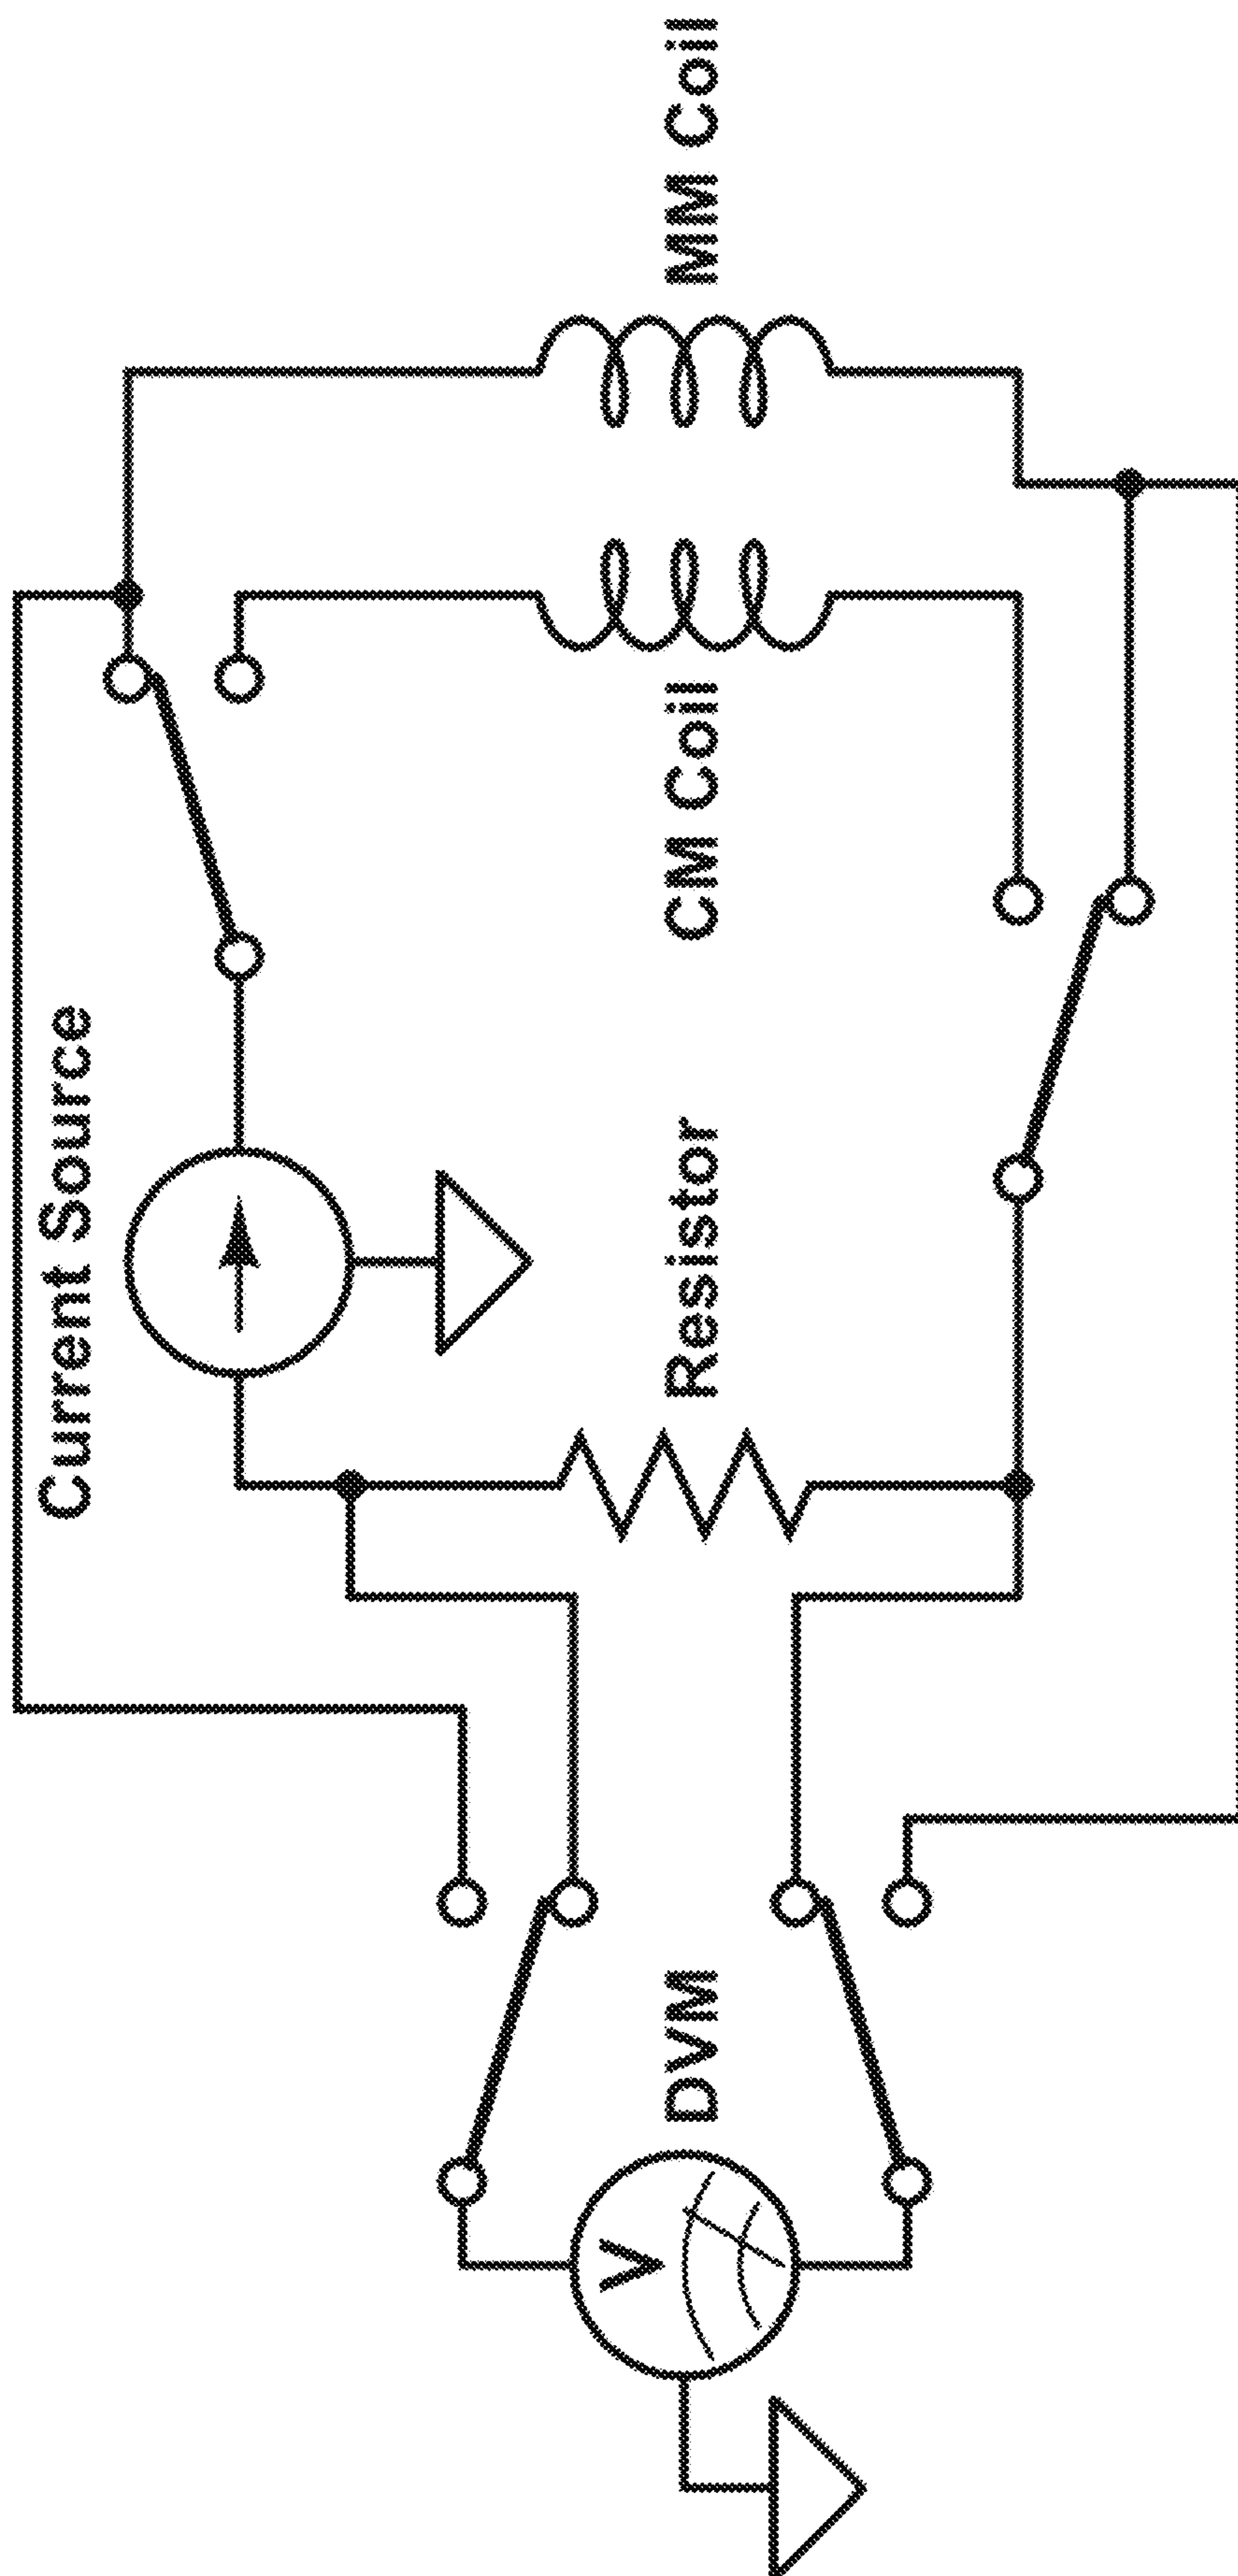 Current Source
V
DVM
Resistor
CM Coil
MM Coil